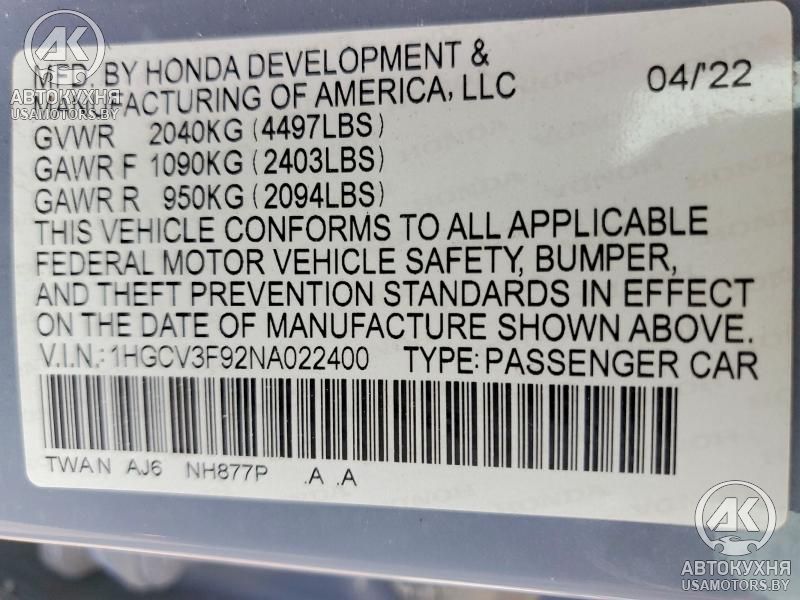 MFD. BY HONDA DEVELOPMENT &
MANUFACTURING OF AMERICA, LLC 04/'22
GVWR 2040KG (4497LBS)
GAWR F 1090KG (2403LBS)
GAWR R 950KG (2094LBS)
THIS VEHICLE CONFORMS TO ALL APPLICABLE
FEDERAL MOTOR VEHICLE SAFETY, BUMPER,
AND THEFT PREVENTION STANDARDS IN EFFECT
ON THE DATE OF MANUFACTURE SHOWN ABOVE.
V.I.N.: 1HGCV3F92NA022400 TYPE: PASSENGER CAR
TWAN AJ6 NH877P .A .A
АК
АВТОКУХНЯ
USAMOTORS.BY
АК
АВТОКУХНЯ
USAMOTORS.BY